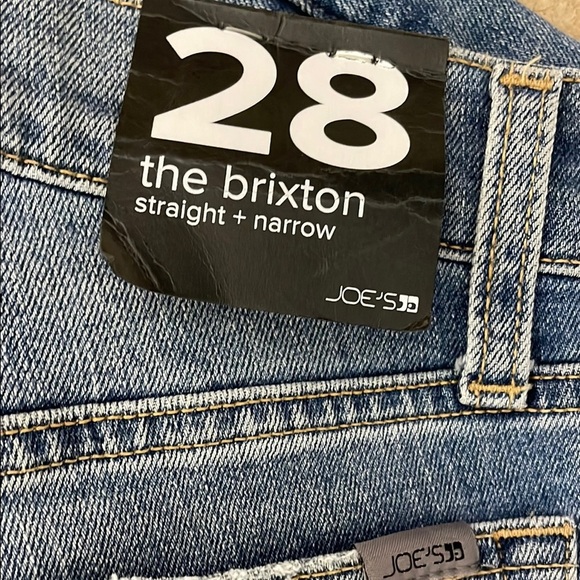 28
the brixton
straight + narrow
JOE'S
JOE'S